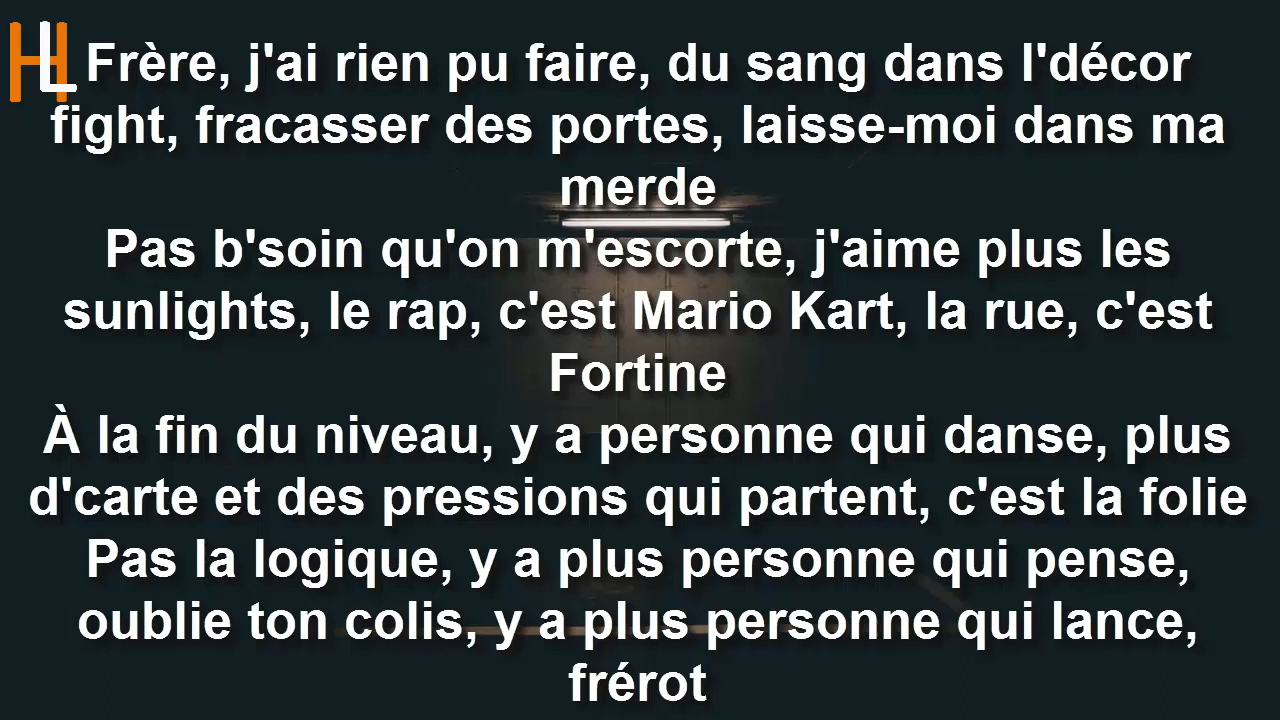 HL
Frère, j'ai rien pu faire, du sang dans l'décor
fight, fracasser des portes, laisse-moi dans ma
merde
Pas b'soin qu'on m'escorte, j'aime plus les
sunlights, le rap, c'est Mario Kart, la rue, c'est
Fortine
À la fin du niveau, y a personne qui danse, plus
d'carte et des pressions qui partent, c'est la folie
Pas la logique, y a plus personne qui pense,
oublie ton colis, y a plus personne qui lance,
frérot